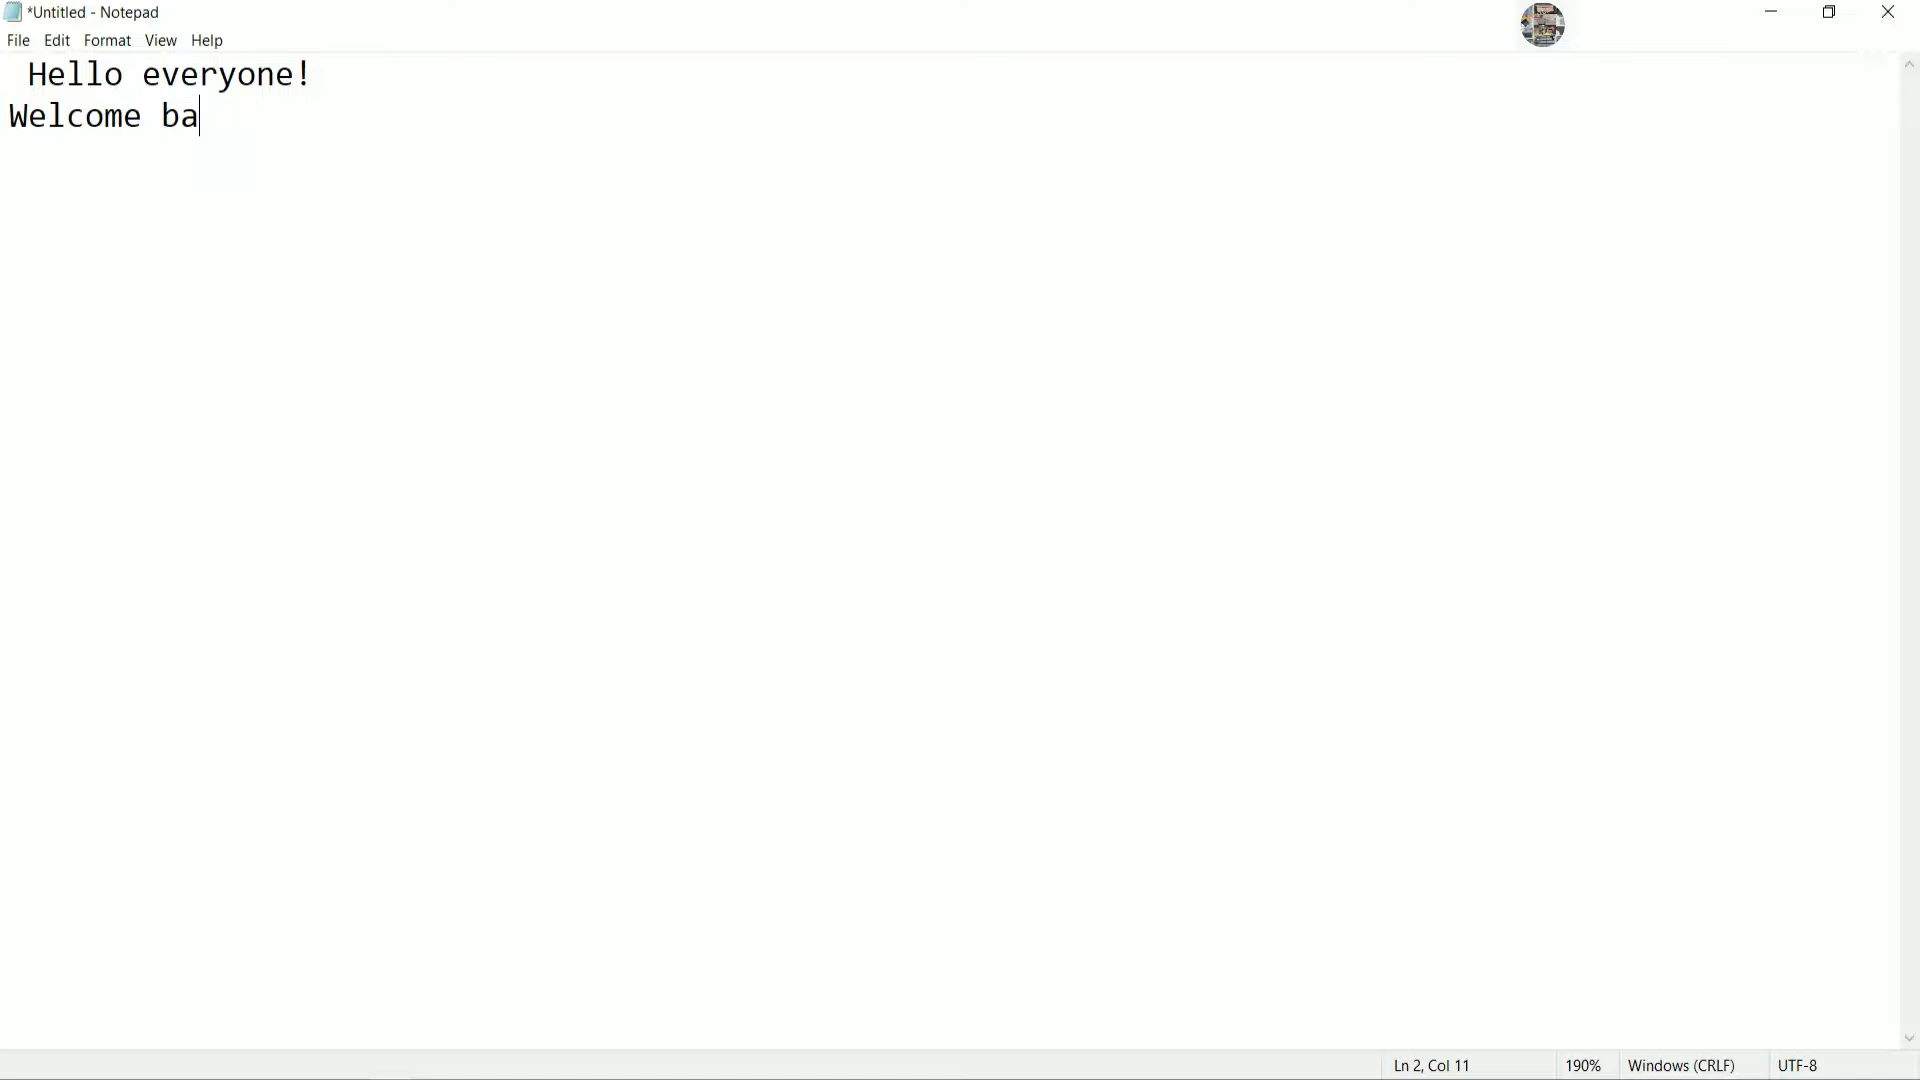 *Untitled - Notepad
File Edit Format View Help
Hello everyone!
Welcome ba
Ln 2, Col 11 190% Windows (CRLF) UTF-8